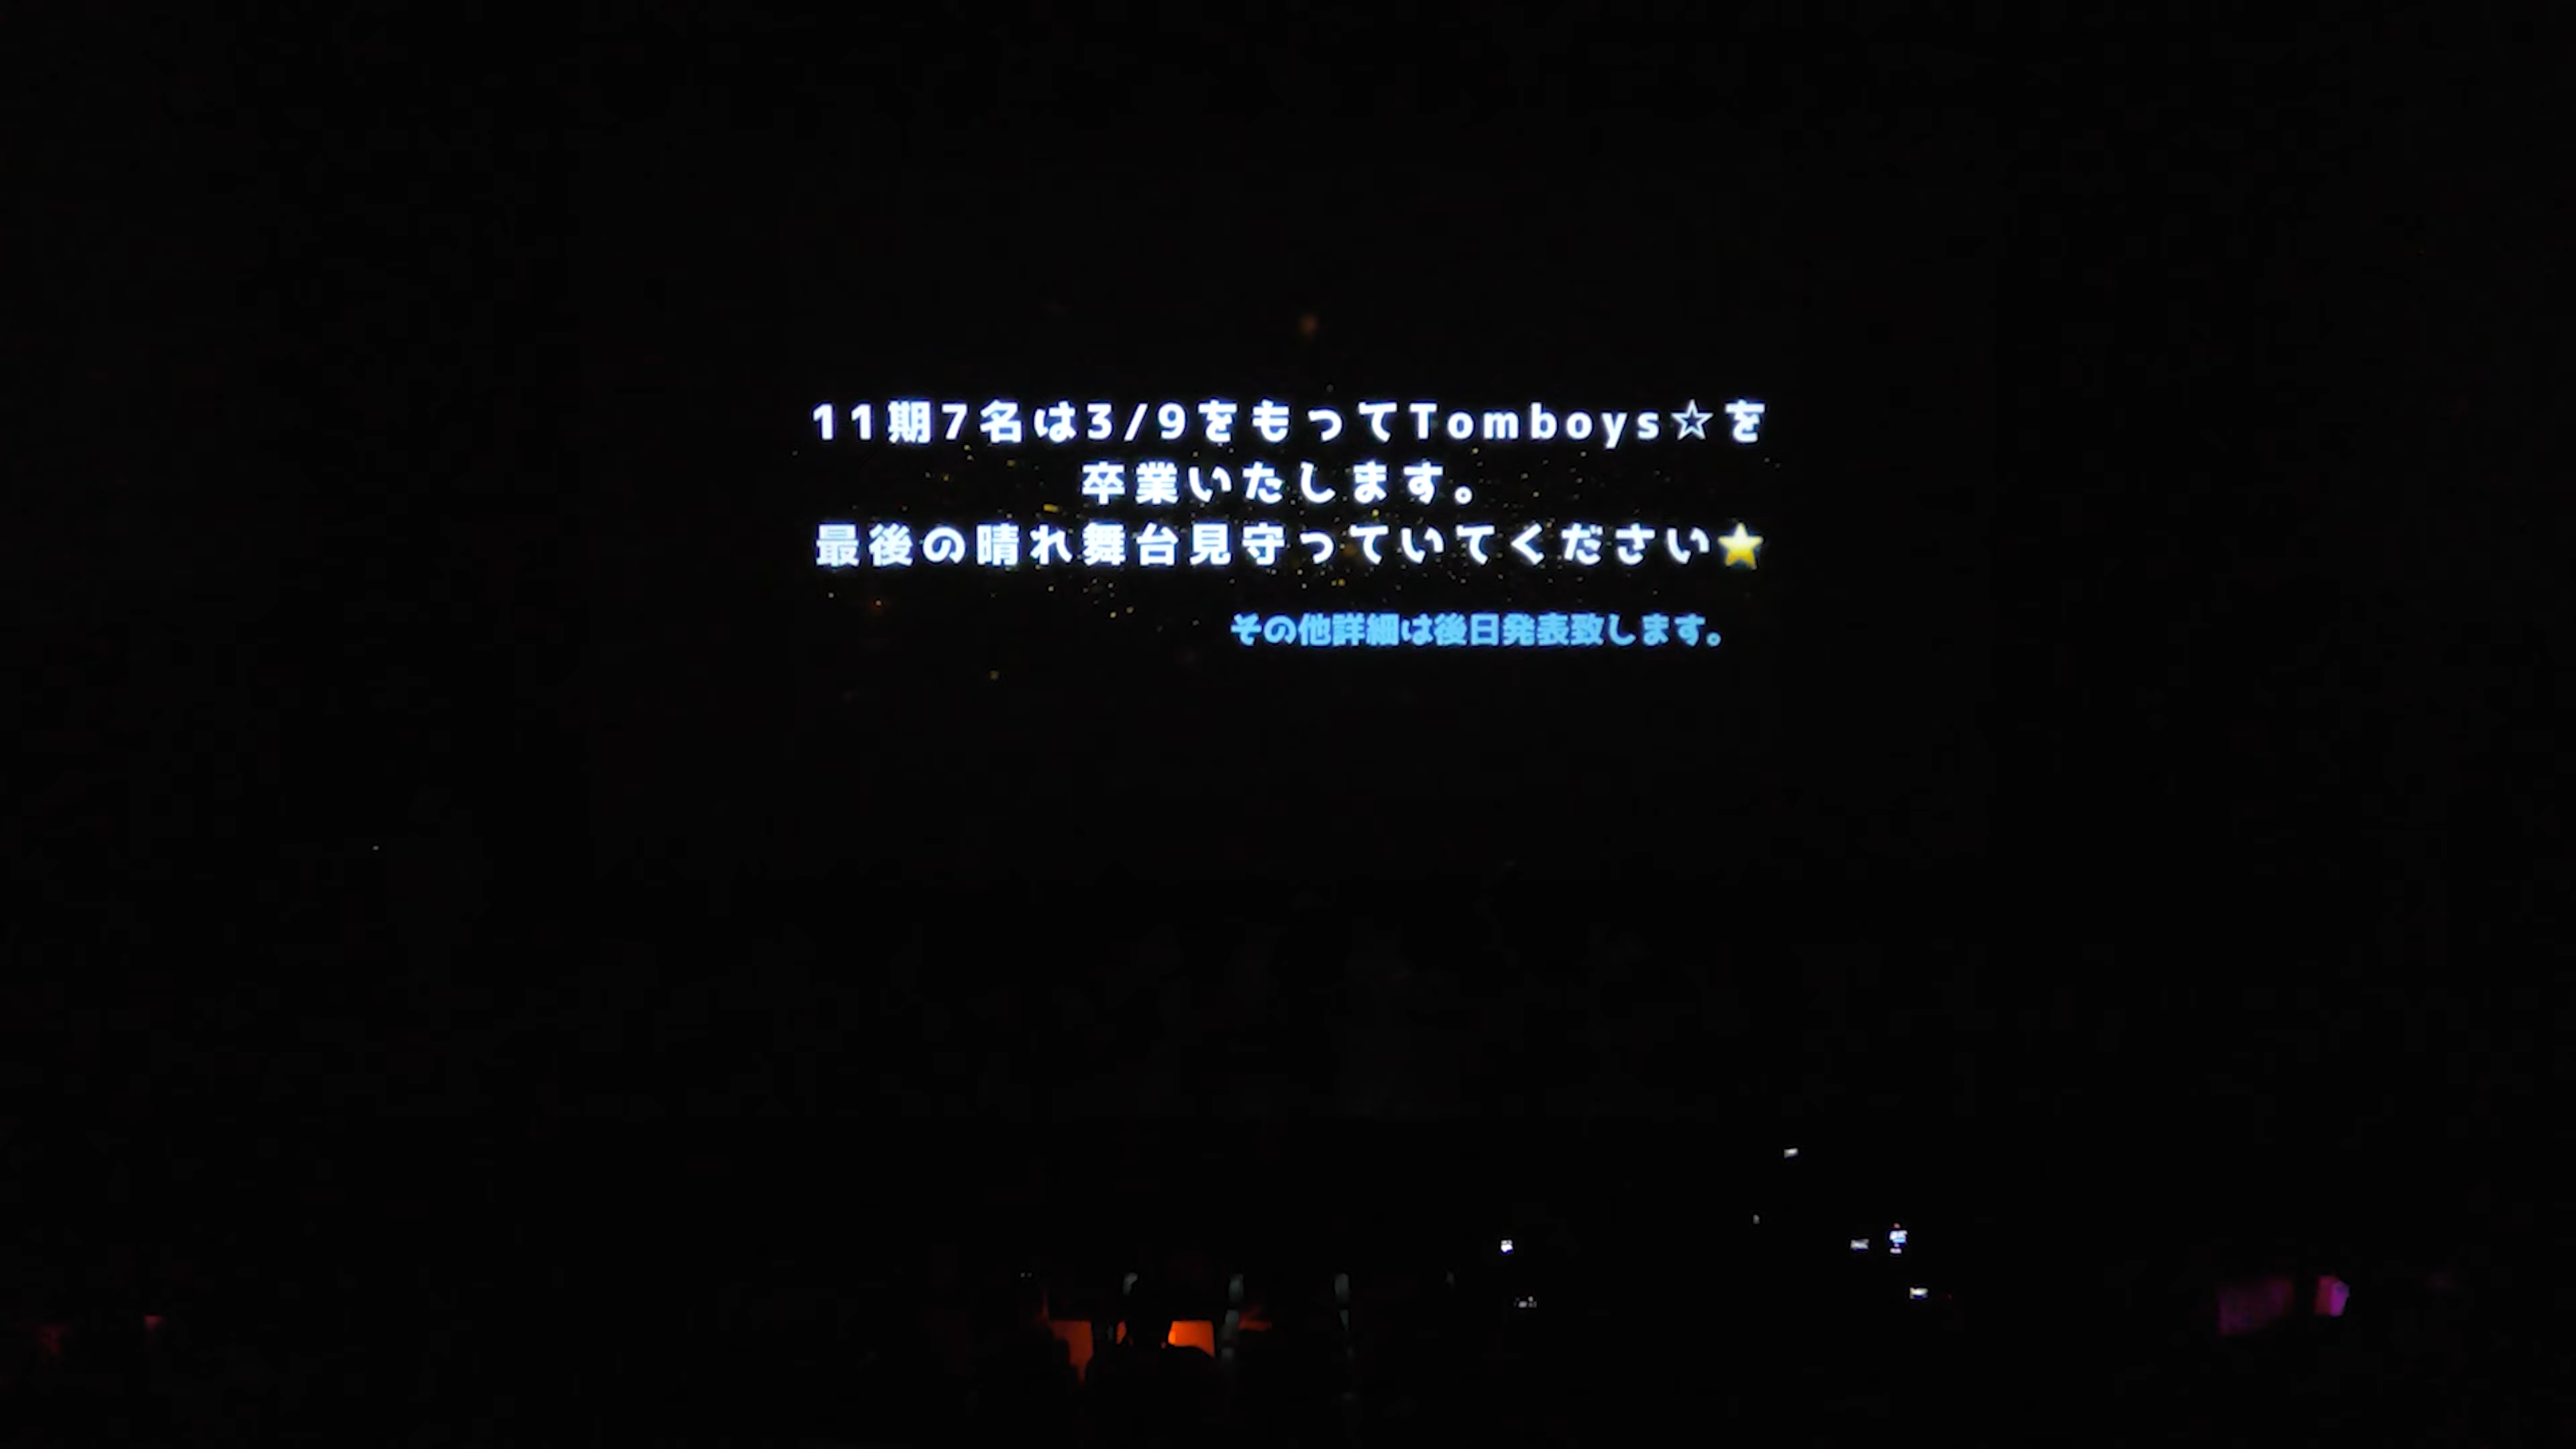 11期7名は3/9をもってTomboys☆を
卒業いたします。
最後の晴れ舞台見守っていてください⭐
その他詳細は後日発表致します。